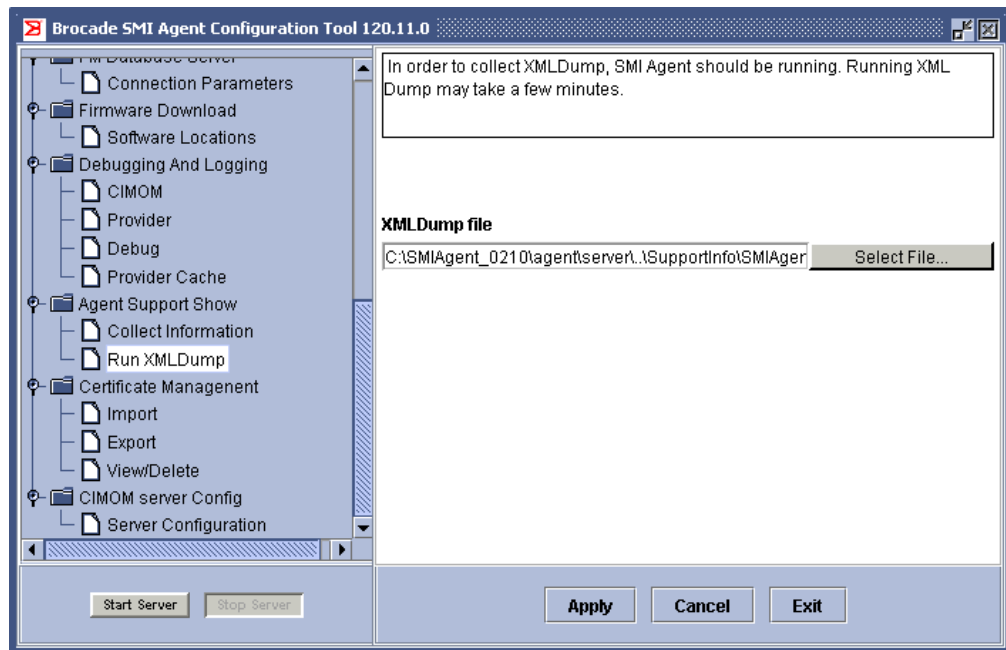 Brocade SMI Agent Configuration Tool 120.11.0
Connection Parameters
Firmware Download
Software Locations
Debugging And Logging
CIMOM
Provider
Debug
Provider Cache
Agent Support Show
Collect Information
Run XMLDump
Certificate Managenent
Import
Export
View/Delete
CIMOM server Config
Server Configuration
Start Server
Stop Server
In order to collect XMLDump, SMI Agent should be running. Running XML
Dump may take a few minutes.
XMLDump file
C:\SMIAgent_0210\agent\server\..\SupportInfo\SMIAger
Select File...
Apply
Cancel
Exit